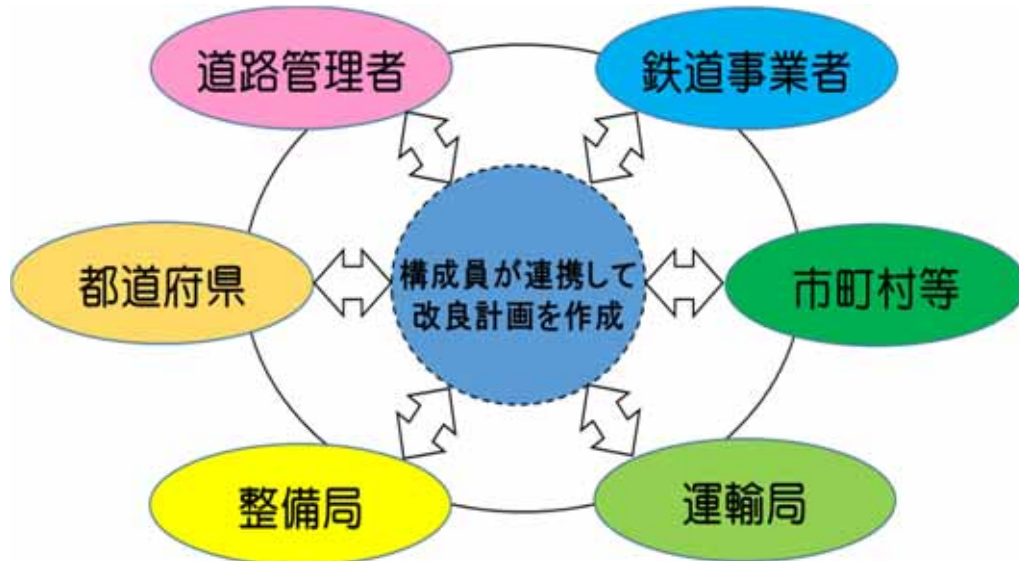 道路管理者
鉄道事業者
都道府県
構成員が連携して
改良計画を作成
市町村等
整備局
運輸局